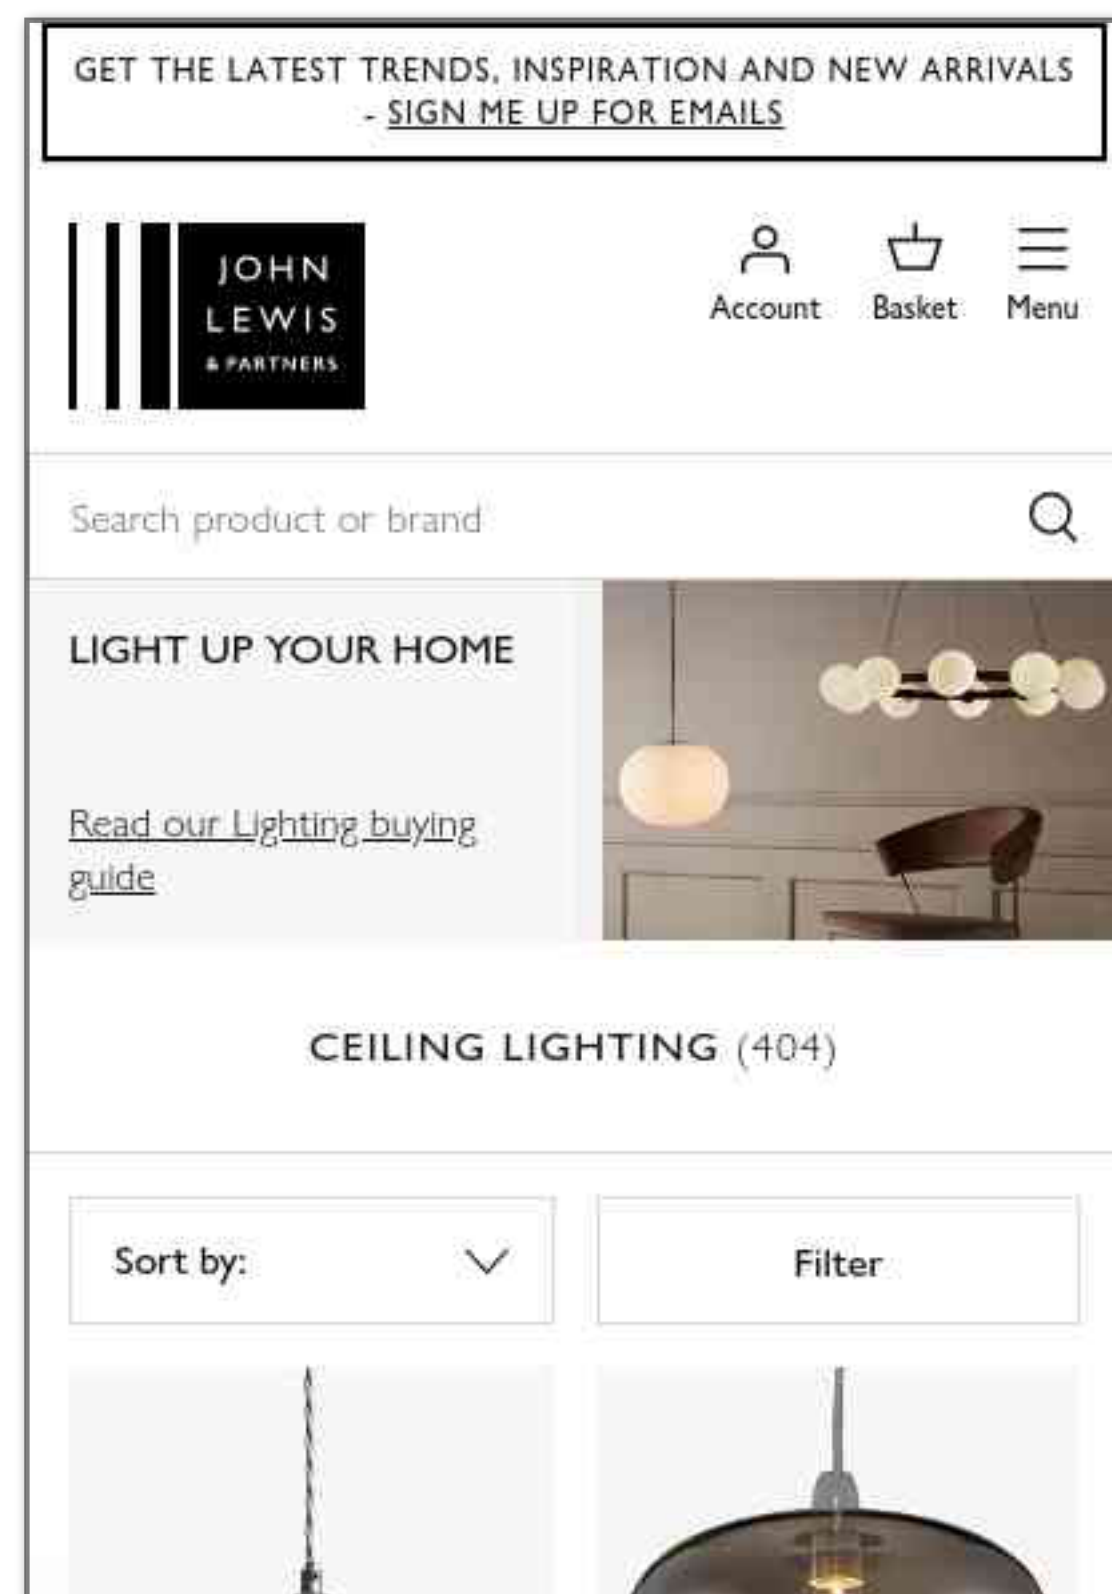 GET THE LATEST TRENDS, INSPIRATION AND NEW ARRIVALS
- SIGN ME UP FOR EMAILS
JOHN
LEWIS
& PARTNERS
Account
Basket
Menu
Search product or brand
LIGHT UP YOUR HOME
Read our Lighting buying
guide
CEILING LIGHTING (404)
Sort by:
Filter